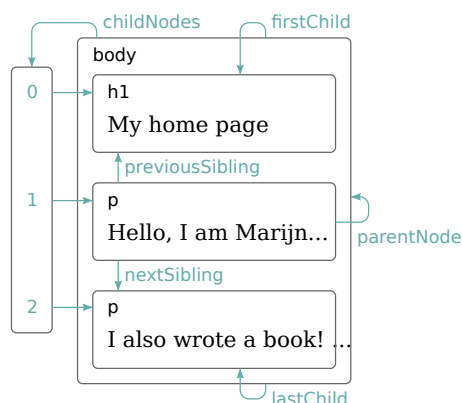 childNodes
firstChild
body
0
h1
My home page
previousSibling
1
p
Hello, I am Marijn...
parentNode
nextSibling
2
p
I also wrote a book! ...
lastChild